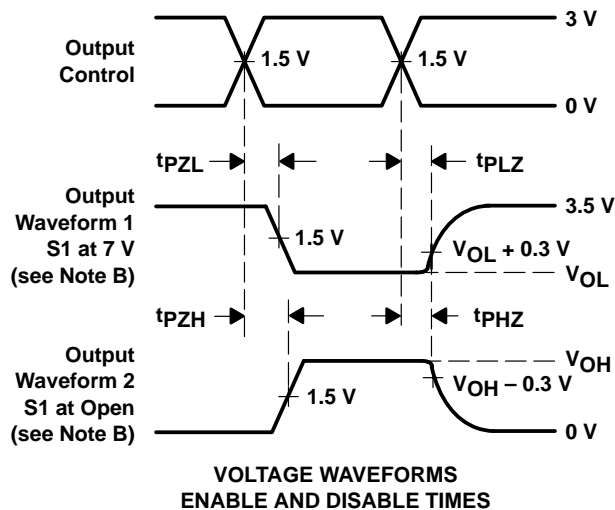 Output
Control
3 V
1.5 V
1.5 V
0 V
tPZL
tPLZ
Output
Waveform 1
S1 at 7 V
(see Note B)
3.5 V
1.5 V
VOL + 0.3 V
VOL
tPZH
tPHZ
Output
Waveform 2
S1 at Open
(see Note B)
VOH
VOH – 0.3 V
1.5 V
0 V
VOLTAGE WAVEFORMS
ENABLE AND DISABLE TIMES